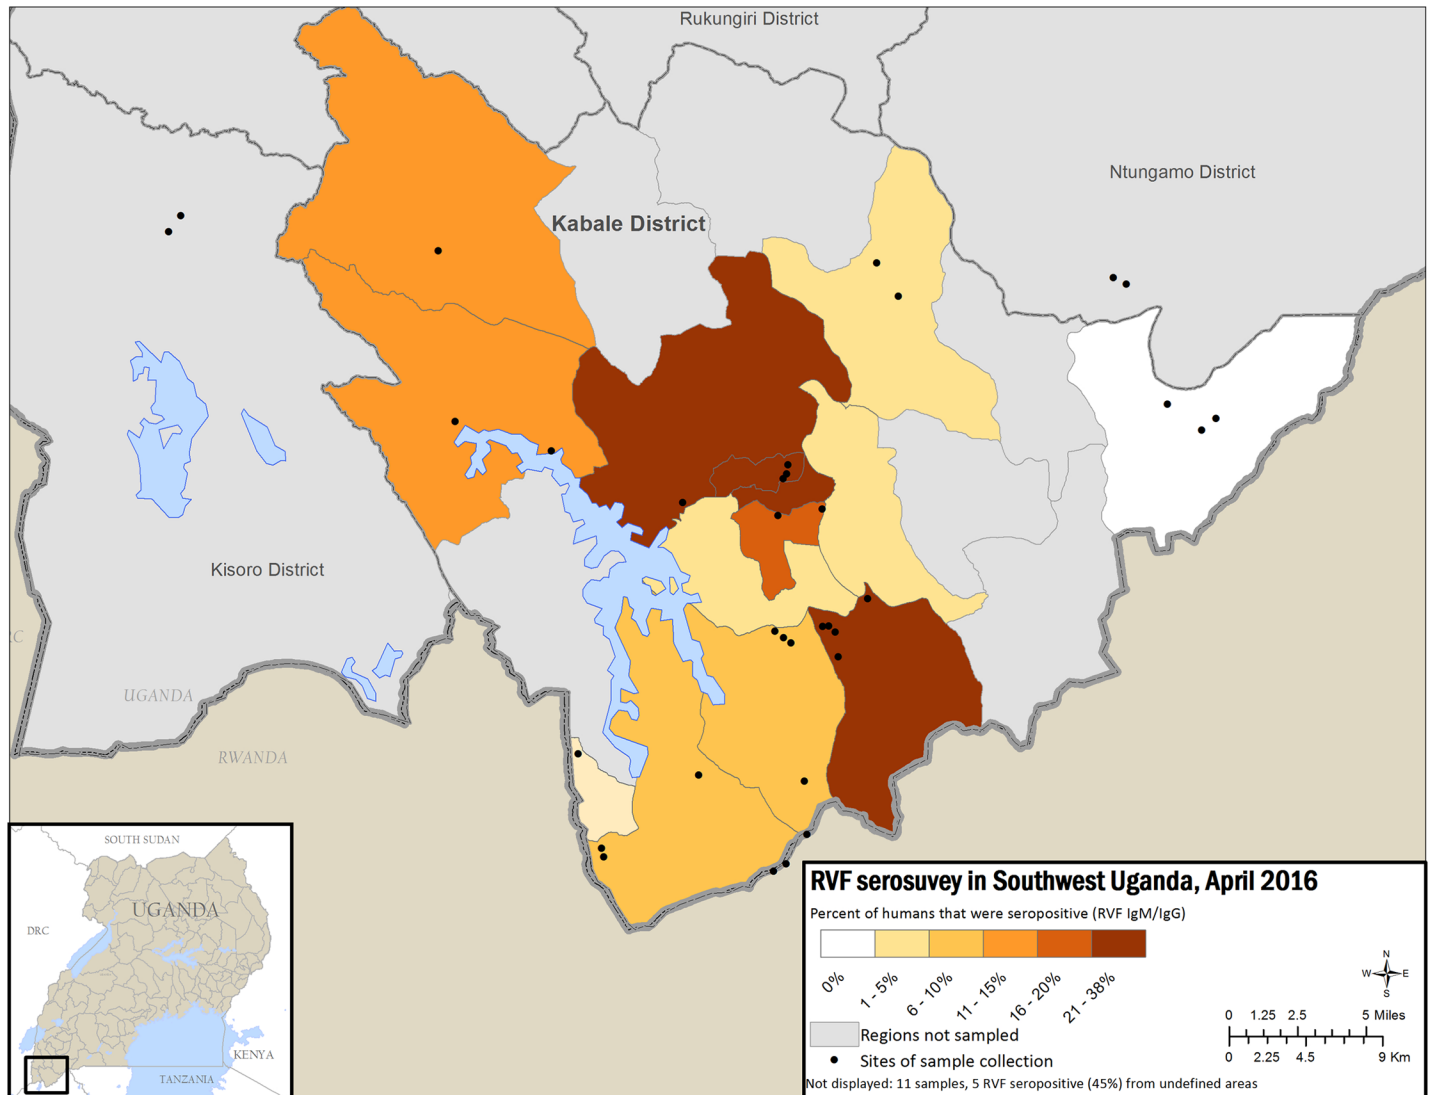 Rukungiri District
Ntungamo District
Kabale District
Kisoro District
C
UGANDA
RWANDA
SOUTH SUDAN
UGANDA
DRC
KENYA
TANZANIA
RVF serosuvey in Southwest Uganda, April 2016
Percent of humans that were seropositive (RVF IgM/IgG)
0%
1 - 5%
6 - 10%
11 - 15%
16 - 20%
21 - 38%
Regions not sampled
Sites of sample collection
Not displayed: 11 samples, 5 RVF seropositive (45%) from undefined areas
N
W E
S
0 1.25 2.5 5 Miles
0 2.25 4.5 9 Km